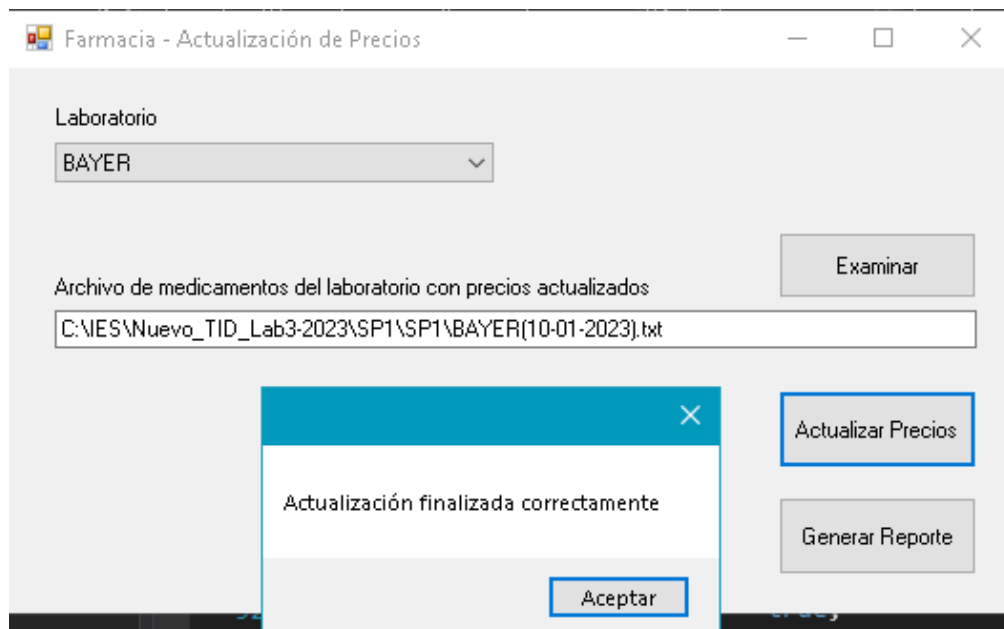 Farmacia - Actualización de Precios
Laboratorio
BAYER
Examinar
Archivo de medicamentos del laboratorio con precios actualizados
C:\IES\Nuevo_TID_Lab3-2023\SP1\SP1\BAYER(10-01-2023).txt
Actualizar Precios
Actualización finalizada correctamente
Generar Reporte
Aceptar